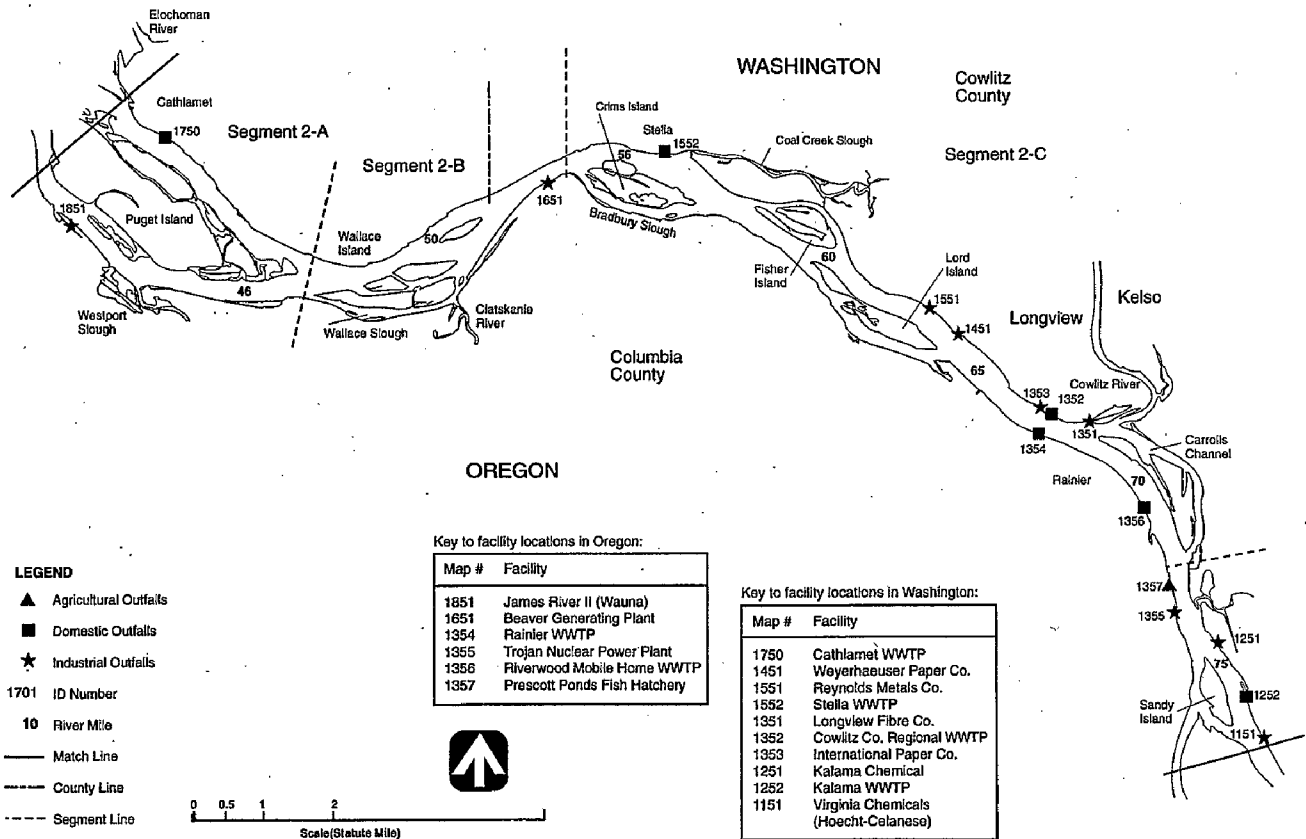 Elochoman
River
WASHINGTON
Cowlitz
County
Cathlamet
1750
Segment 2-A
Crims Island
Stella
1552
56
Coal Creek Slough
Segment 2-B
Segment 2-C
1651
1851
Puget Island
Bradbury Slough
Wallace
Island
50
Fisher
Island
60
Lord
Island
46
Westport
Slough
Wallace Slough
Clatskanie
River
1551
Kelso
Longview
1451
Columbia
County
65
1353
1352
Cowlitz River
1351
1354
Carrolls
Channel
OREGON
Rainier
70
1356
Key to facility locations in Oregon:
Map # Facility
1851 James River II (Wauna)
1651 Beaver Generating Plant
1354 Rainier WWTP
1355 Trojan Nuclear Power Plant
1356 Riverwood Mobile Home WWTP
1357 Prescott Ponds Fish Hatchery
Key to facility locations in Washington:
Map # Facility
1750 Cathlamet WWTP
1451 Weyerhaeuser Paper Co.
1551 Reynolds Metals Co.
1552 Stella WWTP
1351 Longview Fibre Co.
1352 Cowlitz Co. Regional WWTP
1353 International Paper Co.
1251 Kalama Chemical
1252 Kalama WWTP
1151 Virginia Chemicals
(Hoecht-Celanese)
1357
1355
1251
75
1252
Sandy
Island
1151
LEGEND
Agricultural Outfalls
Domestic Outfalls
Industrial Outfalls
1701 ID Number
10 River Mile
Match Line
County Line
Segment Line
0 0.5 1 2
Scale(Statute Mile)